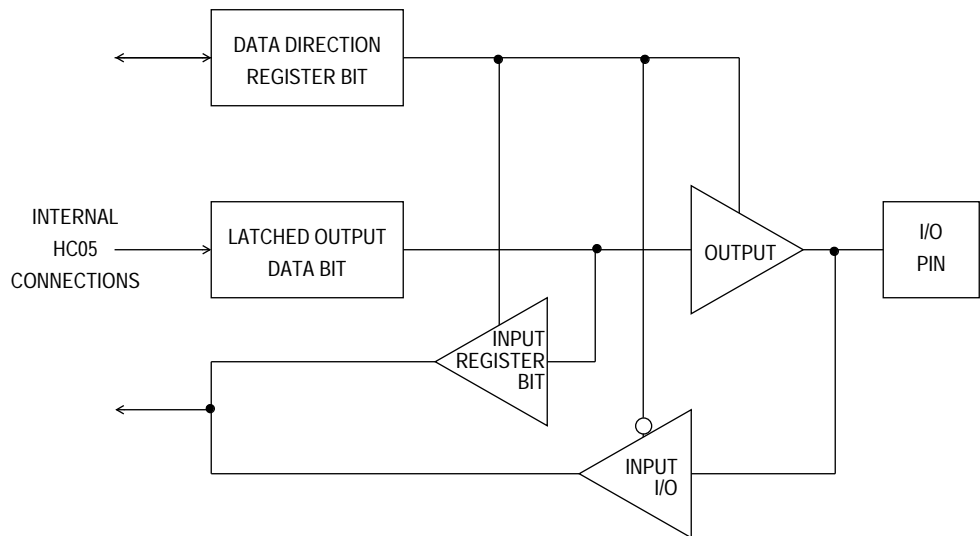 DATA DIRECTION
REGISTER BIT
INTERNAL
HC05
CONNECTIONS
LATCHED OUTPUT
DATA BIT
OUTPUT
I/O
PIN
INPUT
REGISTER
BIT
INPUT
I/O